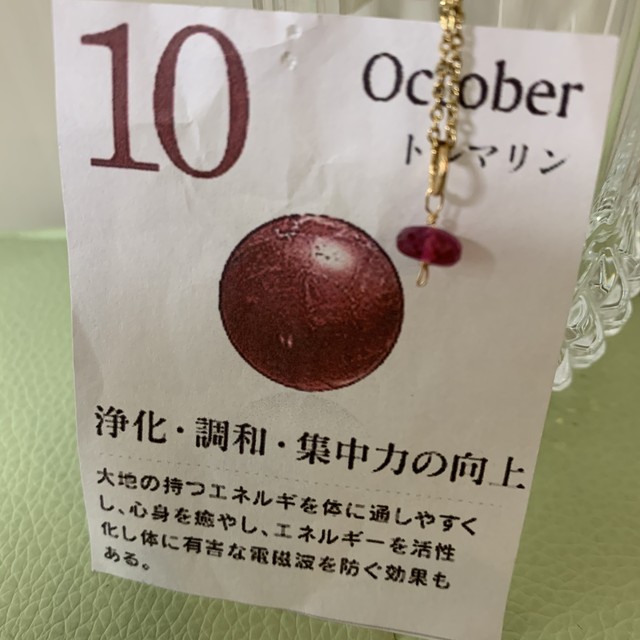 10
October
トルマリン
浄化・調和・集中力の向上
大地の持つエネルギを体に通しやすく
し、心身を癒やし、エネルギーを活性
化し体に有害な電磁波を防ぐ効果も
ある。